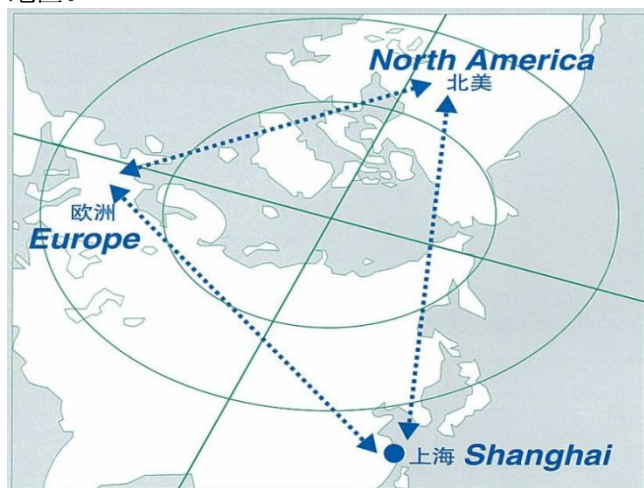 North America
北美
欧洲
Europe
上海 Shanghai